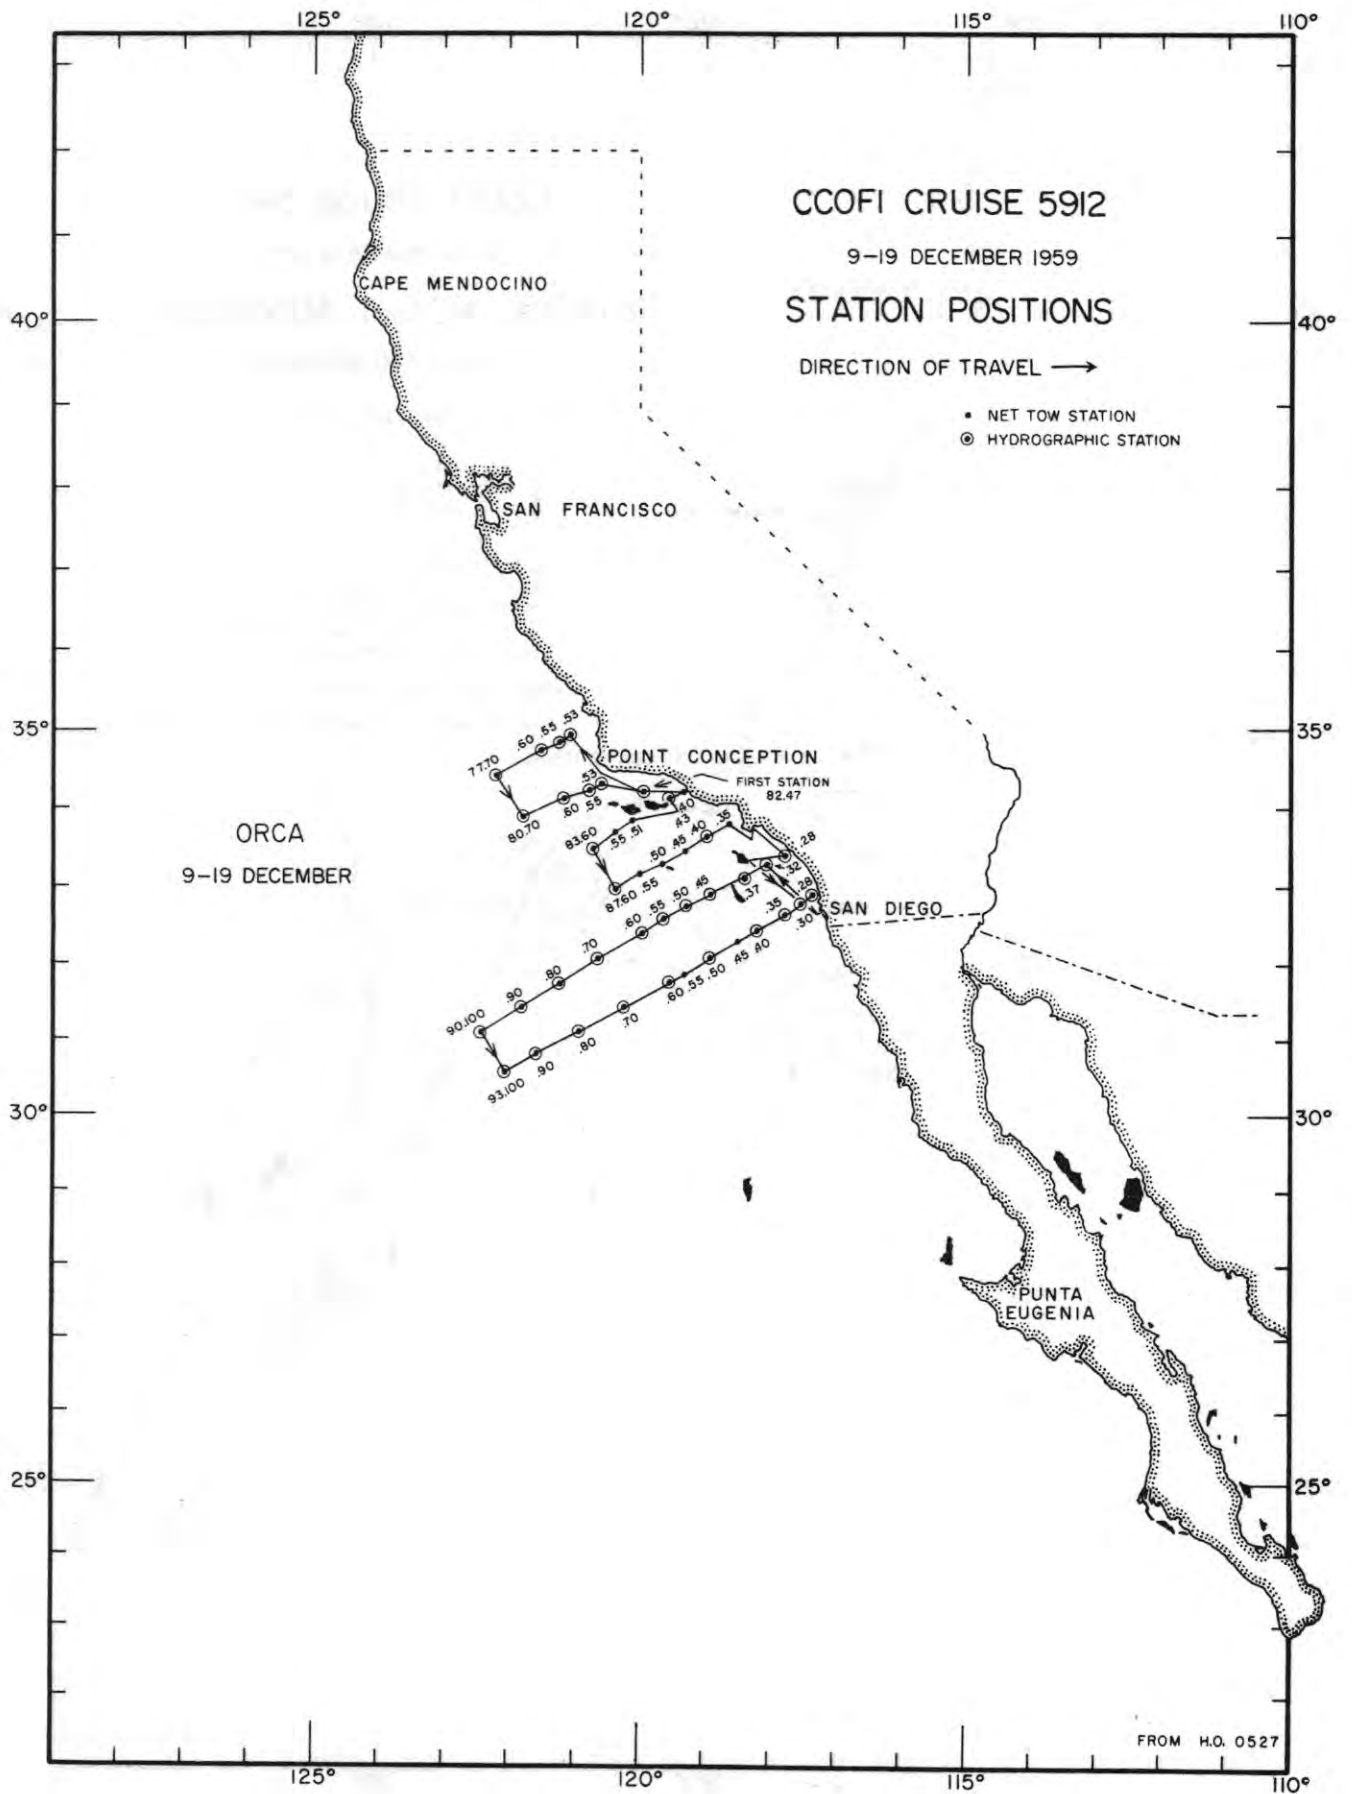 125° 120° 115° 110°
CCOFI CRUISE 5912
9-19 DECEMBER 1959
STATION POSITIONS
DIRECTION OF TRAVEL
NET TOW STATION
HYDROGRAPHIC STATION
CAPE MENDOCINO
40° 40°
SAN FRANCISCO
35° 35°
77.70 .60 .55 .53
POINT CONCEPTION
FIRST STATION
82.47
80.70 .60 .55 .53
83.60 .55 .51 .43 .40
87.60 .55 .50 .45 .40 .35
ORCA
9-19 DECEMBER
90.100 .90 .80 .70 .60 .55 .50 .45 .37 .32 .28
SAN DIEGO
93.100 .90 .80 .70 .60 .55 .50 .45 .40 .35 .30 .28
30° 30°
PUNTA
EUGENIA
25° 25°
FROM H.O. 0527
125° 120° 115° 110°